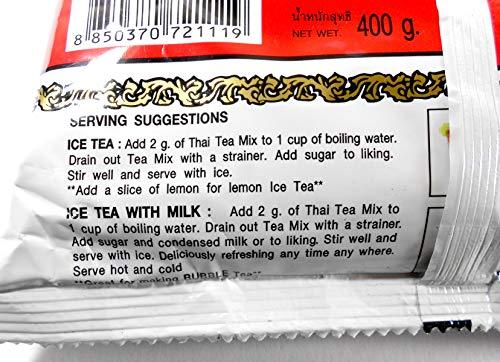 8 850370 721119
น้ำหนักสุทธิ
NET WET. 400 g.
SERVING SUGGESTIONS
ICE TEA : Add 2 g. of Thai Tea Mix to 1 cup of boiling water.
Drain out Tea Mix with a strainer. Add sugar to liking.
Stir well and serve with ice.
**Add a slice of lemon for lemon Ice Tea**
ICE TEA WITH MILK : Add 2 g. of Thai Tea Mix to
1 cup of boiling water. Drain out Tea Mix with a strainer.
Add sugar and condensed milk or to liking. Stir well and
serve with ice. Deliciously refreshing any time any where.
Serve hot and cold
**Great for making BUBBLE Tea**